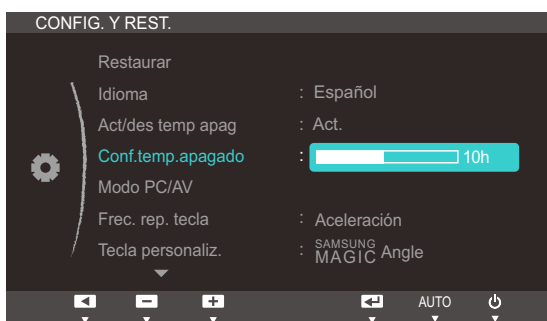 CONFIG. Y REST.
Restaurar
Idioma : Español
Act/des temp apag : Act.
Conf.temp.apagado : 10h
Modo PC/AV
Frec. rep. tecla : Aceleración
Tecla personaliz. : SAMSUNG MAGIC Angle
AUTO